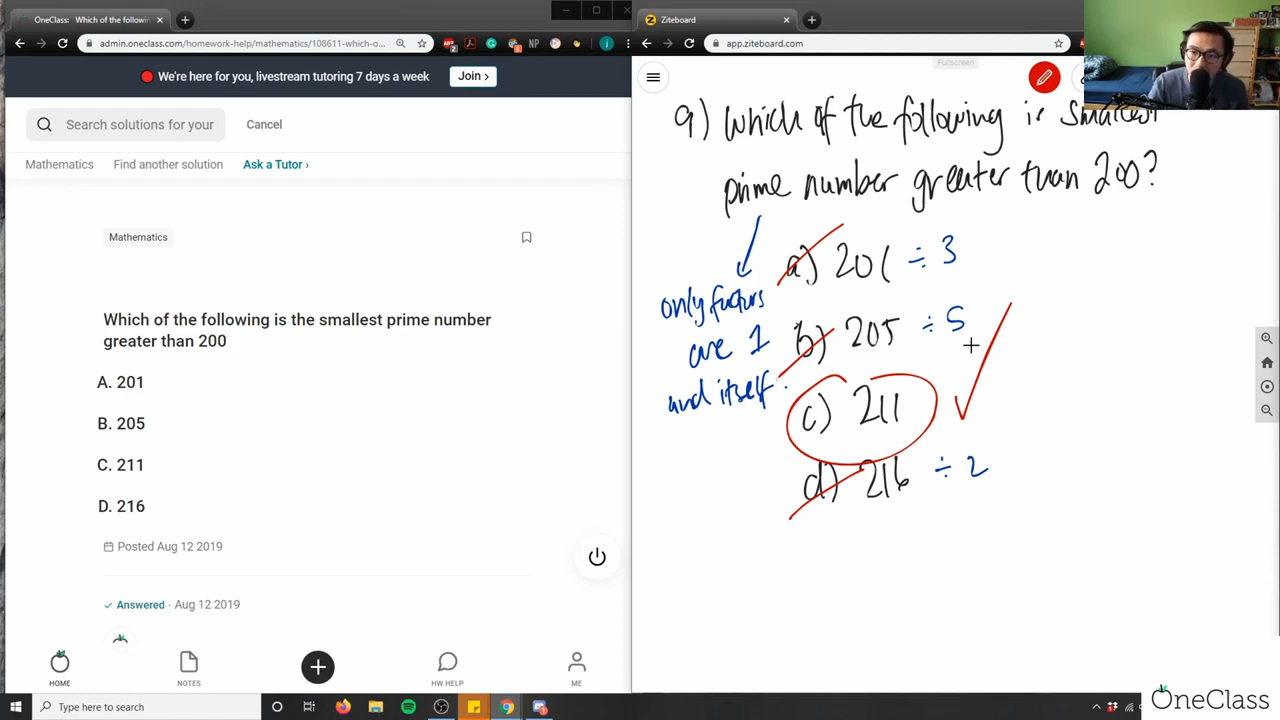 OneClass: Which of the followin
Ziteboard
admin.oneclass.com/homework-help/mathematics/108611-which-o...
app.ziteboard.com
Fullscreen
We're here for you, livestream tutoring 7 days a week
Join ›
Search solutions for your
Cancel
Mathematics
Find another solution
Ask a Tutor ›
Mathematics
Which of the following is the smallest prime number
greater than 200
A. 201
B. 205
C. 211
D. 216
Posted Aug 12 2019
Answered · Aug 12 2019
HOME
NOTES
HW HELP
ME
9) Which of the following is smallest
prime number greater than 200?
a) 201 ÷ 3
only factors
are 1
and itself.
b) 205 ÷ 5
c) 211
d) 216 ÷ 2
Type here to search
OneClass